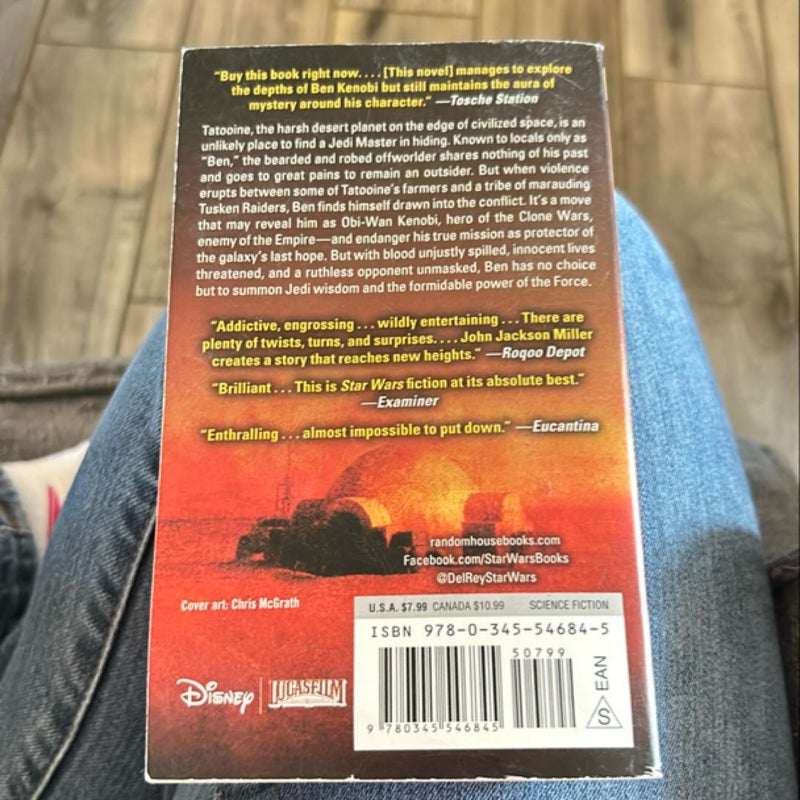 “Buy this book right now. . . . [This novel] manages to explore
the depths of Ben Kenobi but still maintains the aura of
mystery around his character.” —Tosche Station
Tatooine, the harsh desert planet on the edge of civilized space, is an
unlikely place to find a Jedi Master in hiding. Known to locals only as
“Ben,” the bearded and robed offworlder shares nothing of his past
and goes to great pains to remain an outsider. But when violence
erupts between some of Tatooine’s farmers and a tribe of marauding
Tusken Raiders, Ben finds himself drawn into the conflict. It’s a move
that may reveal him as Obi-Wan Kenobi, hero of the Clone Wars,
enemy of the Empire—and endanger his true mission as protector of
the galaxy’s last hope. But with blood unjustly spilled, innocent lives
threatened, and a ruthless opponent unmasked, Ben has no choice
but to summon Jedi wisdom and the formidable power of the Force.
“Addictive, engrossing . . . wildly entertaining . . . There are
plenty of twists, turns, and surprises. . . . John Jackson Miller
creates a story that reaches new heights.” —Roqoo Depot
“Brilliant . . . This is Star Wars fiction at its absolute best.”
—Examiner
“Enthralling . . . almost impossible to put down.” —Eucantina
randomhousebooks.com
Facebook.com/StarWarsBooks
@DelReyStarWars
Cover art: Chris McGrath
U.S.A. $7.99 CANADA $10.99 SCIENCE FICTION
ISBN 978-0-345-54684-5
50799
9 780345 546845
EAN
S
Disney | LUCASFILM